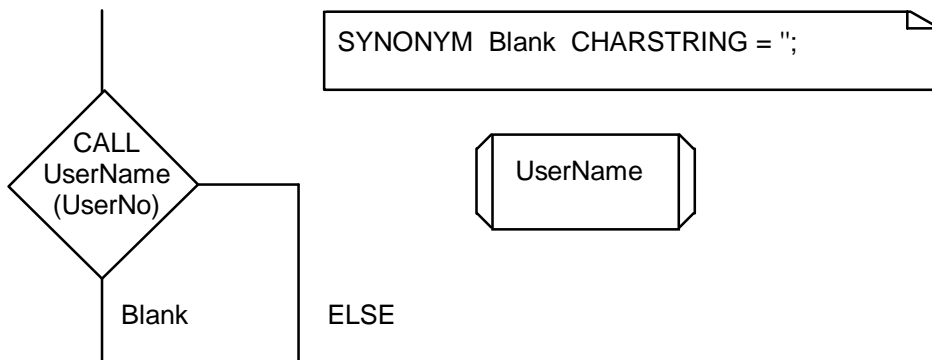 SYNONYM Blank CHARSTRING = '';
CALL
UserName
(UserNo)
UserName
Blank
ELSE